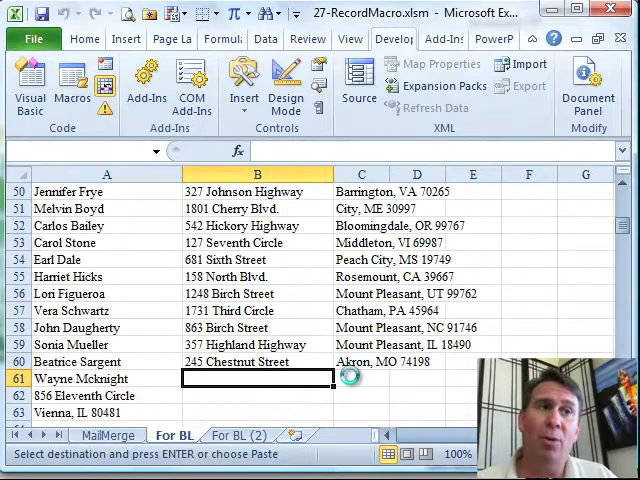 27-RecordMacro.xlsm - Microsoft Ex...
File Home Insert Page La Formula Data Review View Develop Add-Ins PowerP
Visual Basic Macros Add-Ins COM Add-Ins Insert Design Mode Source Map Properties Import Document Panel
Expansion Packs Export
Refresh Data
Code Add-Ins Controls XML Modify
fx
A B C D E F G
50 Jennifer Frye 327 Johnson Highway Barrington, VA 70265
51 Melvin Boyd 1801 Cherry Blvd. City, ME 30997
52 Carlos Bailey 542 Hickory Highway Bloomingdale, OR 99767
53 Carol Stone 127 Seventh Circle Middleton, VI 69987
54 Earl Dale 681 Sixth Street Peach City, MS 19749
55 Harriet Hicks 158 North Blvd. Rosemount, CA 39667
56 Lori Figueroa 1248 Birch Street Mount Pleasant, UT 99762
57 Vera Schwartz 1731 Third Circle Chatham, PA 45964
58 John Daugherty 863 Birch Street Mount Pleasant, NC 91746
59 Sonia Mueller 357 Highland Highway Mount Pleasant, IL 18490
60 Beatrice Sargent 245 Chestnut Street Akron, MO 74198
61 Wayne Mcknight
62 856 Eleventh Circle
63 Vienna, IL 80481
MailMerge For BL For BL (2)
Select destination and press ENTER or choose Paste 100%